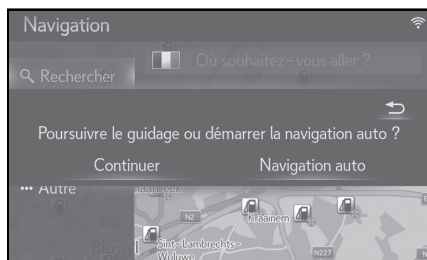 Navigation
Où souhaitez-vous aller ?
Rechercher
Poursuivre le guidage ou démarrer la navigation auto ?
Continuer Navigation auto
••• Autre
N2
Kraainem
Sint-Lambrechts-
Woluwe
N227